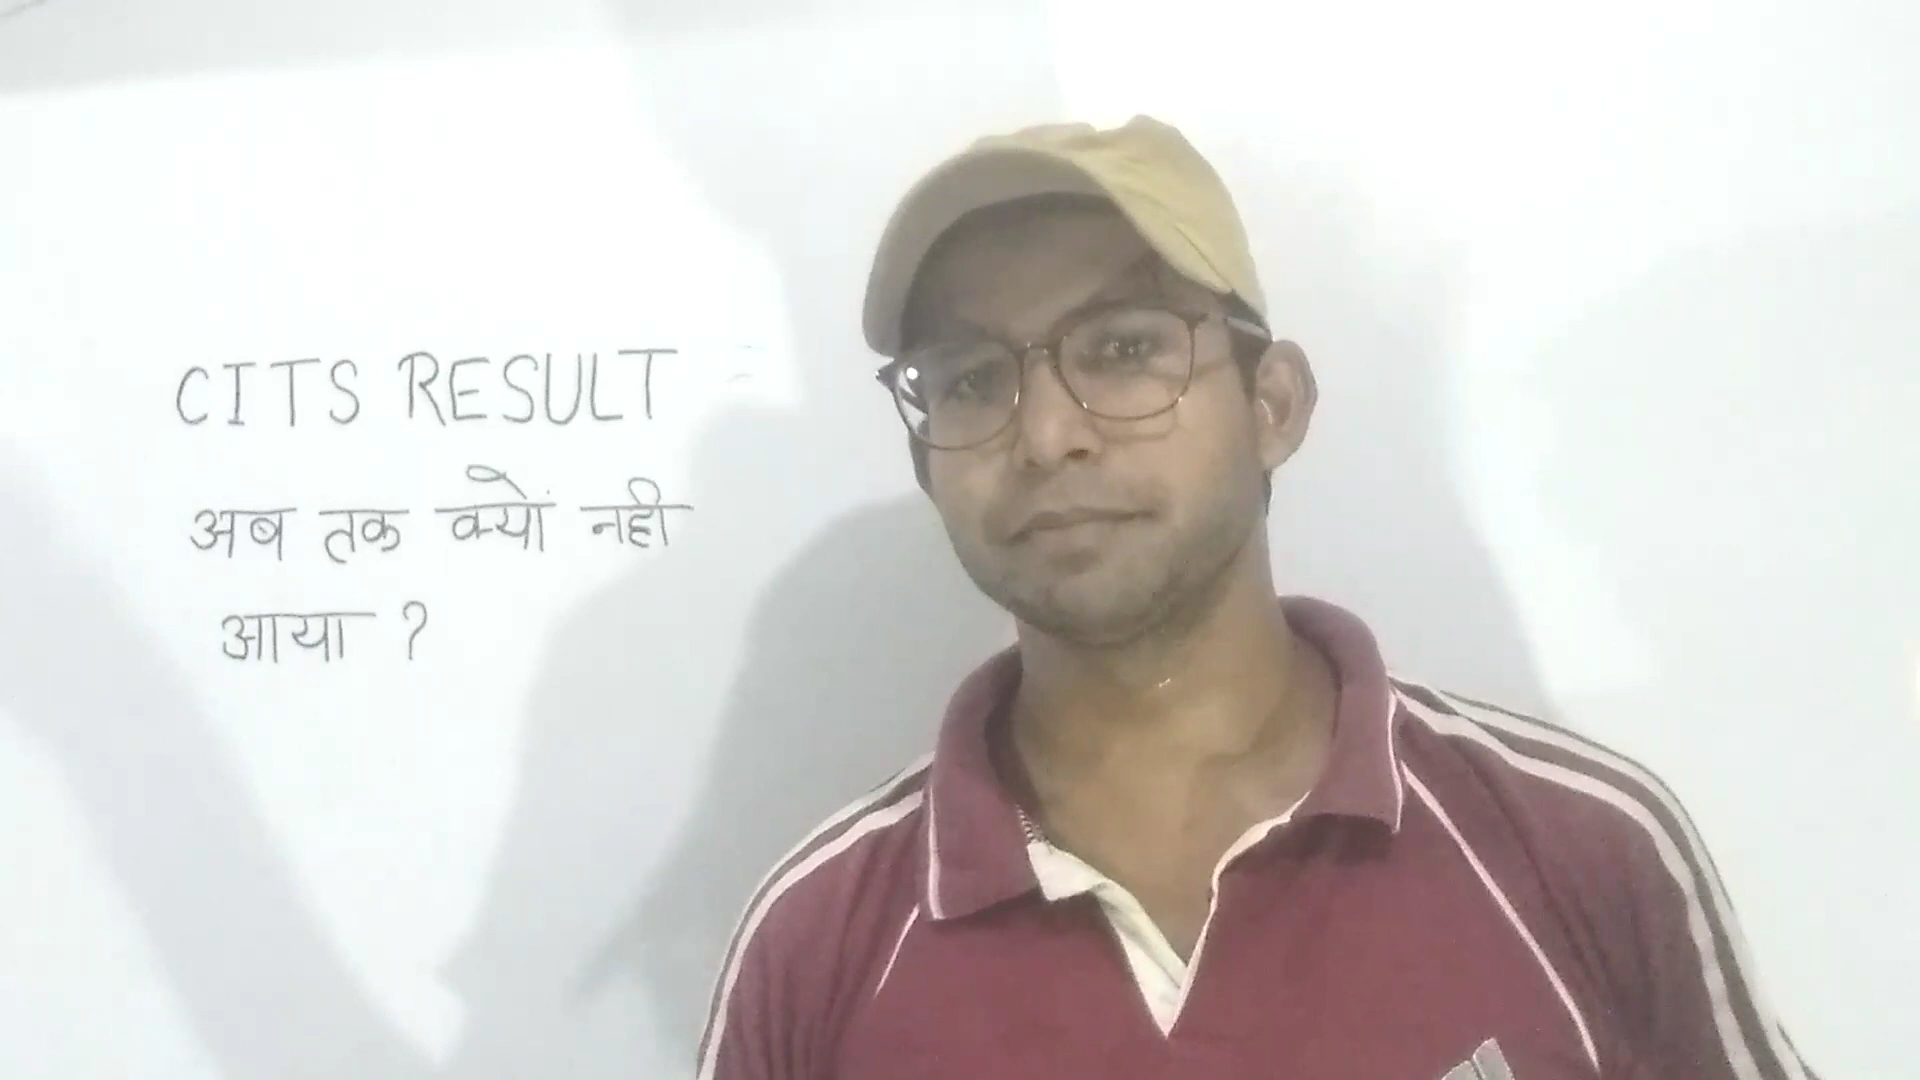 CITS RESULT
अब तक क्यों नही
आया ?